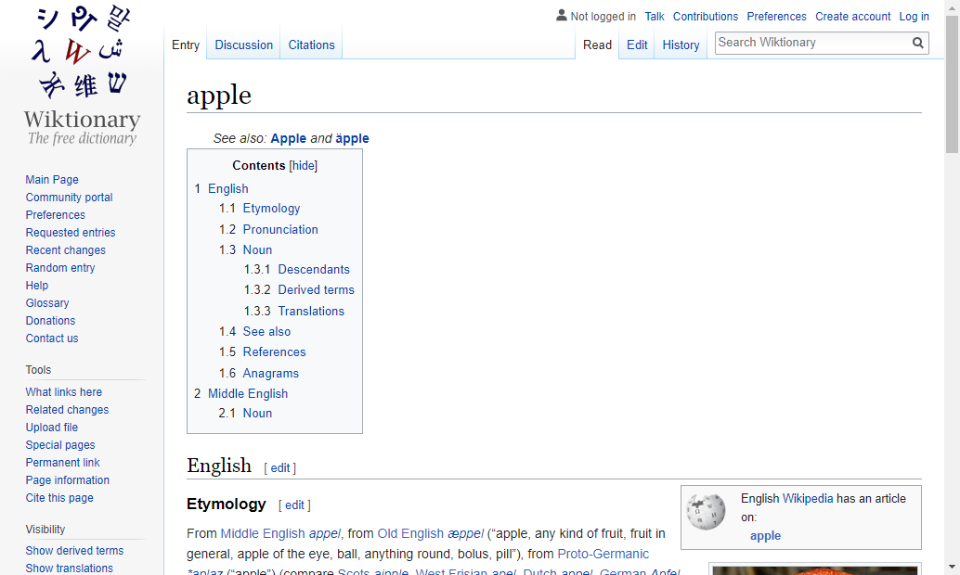 Not logged in Talk Contributions Preferences Create account Log in
Entry Discussion Citations Read Edit History Search Wiktionary
Wiktionary
The free dictionary
Main Page
Community portal
Preferences
Requested entries
Recent changes
Random entry
Help
Glossary
Donations
Contact us
Tools
What links here
Related changes
Upload file
Special pages
Permanent link
Page information
Cite this page
Visibility
Show derived terms
Show translations
apple
See also: Apple and äpple
Contents [hide]
1 English
1.1 Etymology
1.2 Pronunciation
1.3 Noun
1.3.1 Descendants
1.3.2 Derived terms
1.3.3 Translations
1.4 See also
1.5 References
1.6 Anagrams
2 Middle English
2.1 Noun
English [ edit ]
Etymology [ edit ]
From Middle English appel, from Old English æppel (“apple, any kind of fruit, fruit in
general, apple of the eye, ball, anything round, bolus, pill”), from Proto-Germanic
(“apple”) (compare Scots aipple, West Frisian apel, Dutch appel, German Apfel
English Wikipedia has an article
on:
apple